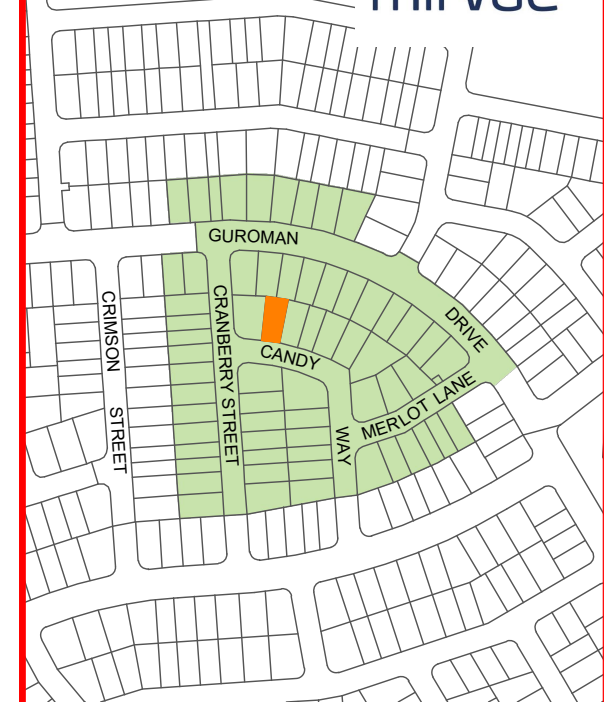 GUROMAN
DRIVE
CRIMSON
STREET
CRANBERRY STREET
CANDY
WAY
MERLOT LANE